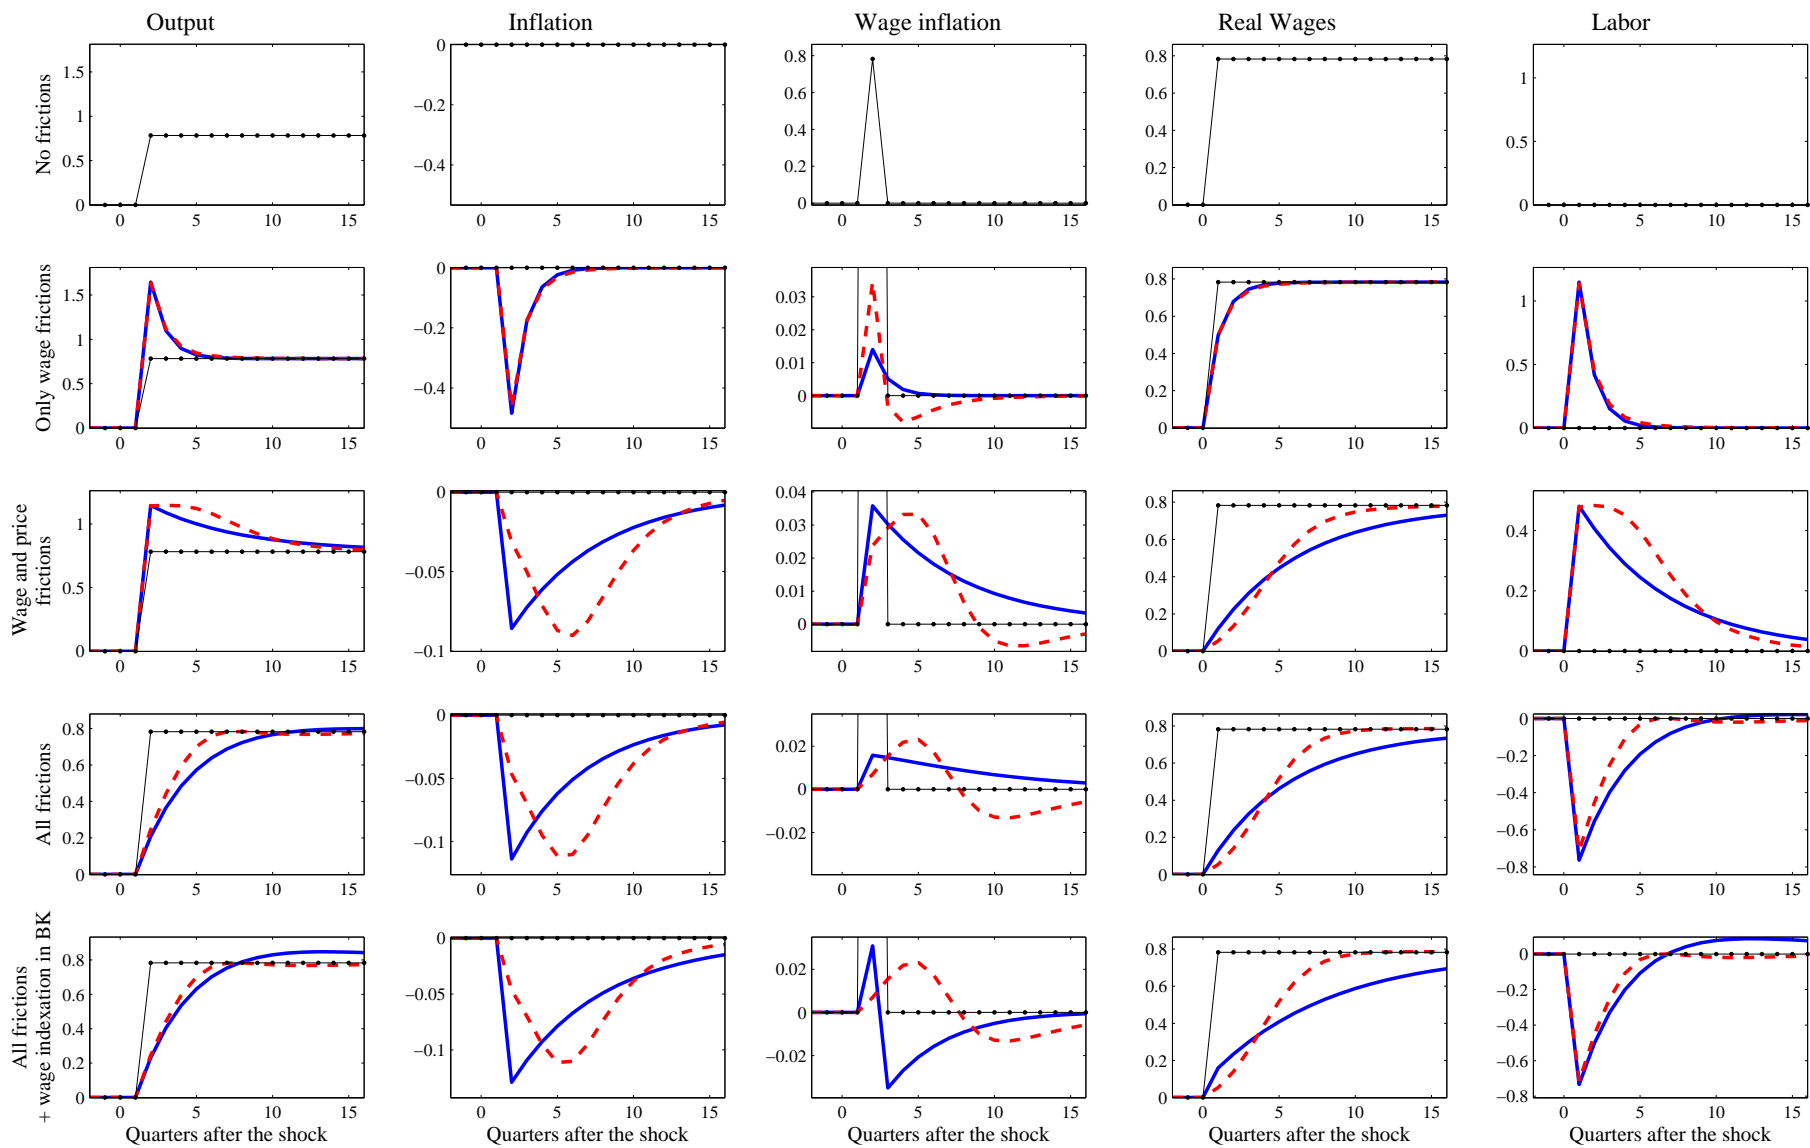 Output
Inflation
Wage inflation
Real Wages
Labor
No frictions
1.5
1
0.5
0
0 5 10 15
0
−0.2
−0.4
0 5 10 15
0.8
0.6
0.4
0.2
0
0 5 10 15
0.8
0.6
0.4
0.2
0
0 5 10 15
1
0.5
0
0 5 10 15
Only wage frictions
1.5
1
0.5
0
0 5 10 15
0
−0.2
−0.4
0 5 10 15
0.03
0.02
0.01
0
0 5 10 15
0.8
0.6
0.4
0.2
0
0 5 10 15
1
0.5
0
0 5 10 15
Wage and price
frictions
1
0.5
0
0 5 10 15
0
−0.05
−0.1
0 5 10 15
0.04
0.03
0.02
0.01
0
0 5 10 15
0.8
0.6
0.4
0.2
0
0 5 10 15
0.4
0.2
0
0 5 10 15
All frictions
0.8
0.6
0.4
0.2
0
0 5 10 15
0
−0.05
−0.1
0 5 10 15
0.02
0
−0.02
0 5 10 15
0.8
0.6
0.4
0.2
0
0 5 10 15
0
−0.2
−0.4
−0.6
−0.8
0 5 10 15
All frictions
+ wage indexation in BK
0.8
0.6
0.4
0.2
0
0 5 10 15
Quarters after the shock
0
−0.05
−0.1
0 5 10 15
Quarters after the shock
0.02
0
−0.02
0 5 10 15
Quarters after the shock
0.8
0.6
0.4
0.2
0
0 5 10 15
Quarters after the shock
0
−0.2
−0.4
−0.6
−0.8
0 5 10 15
Quarters after the shock